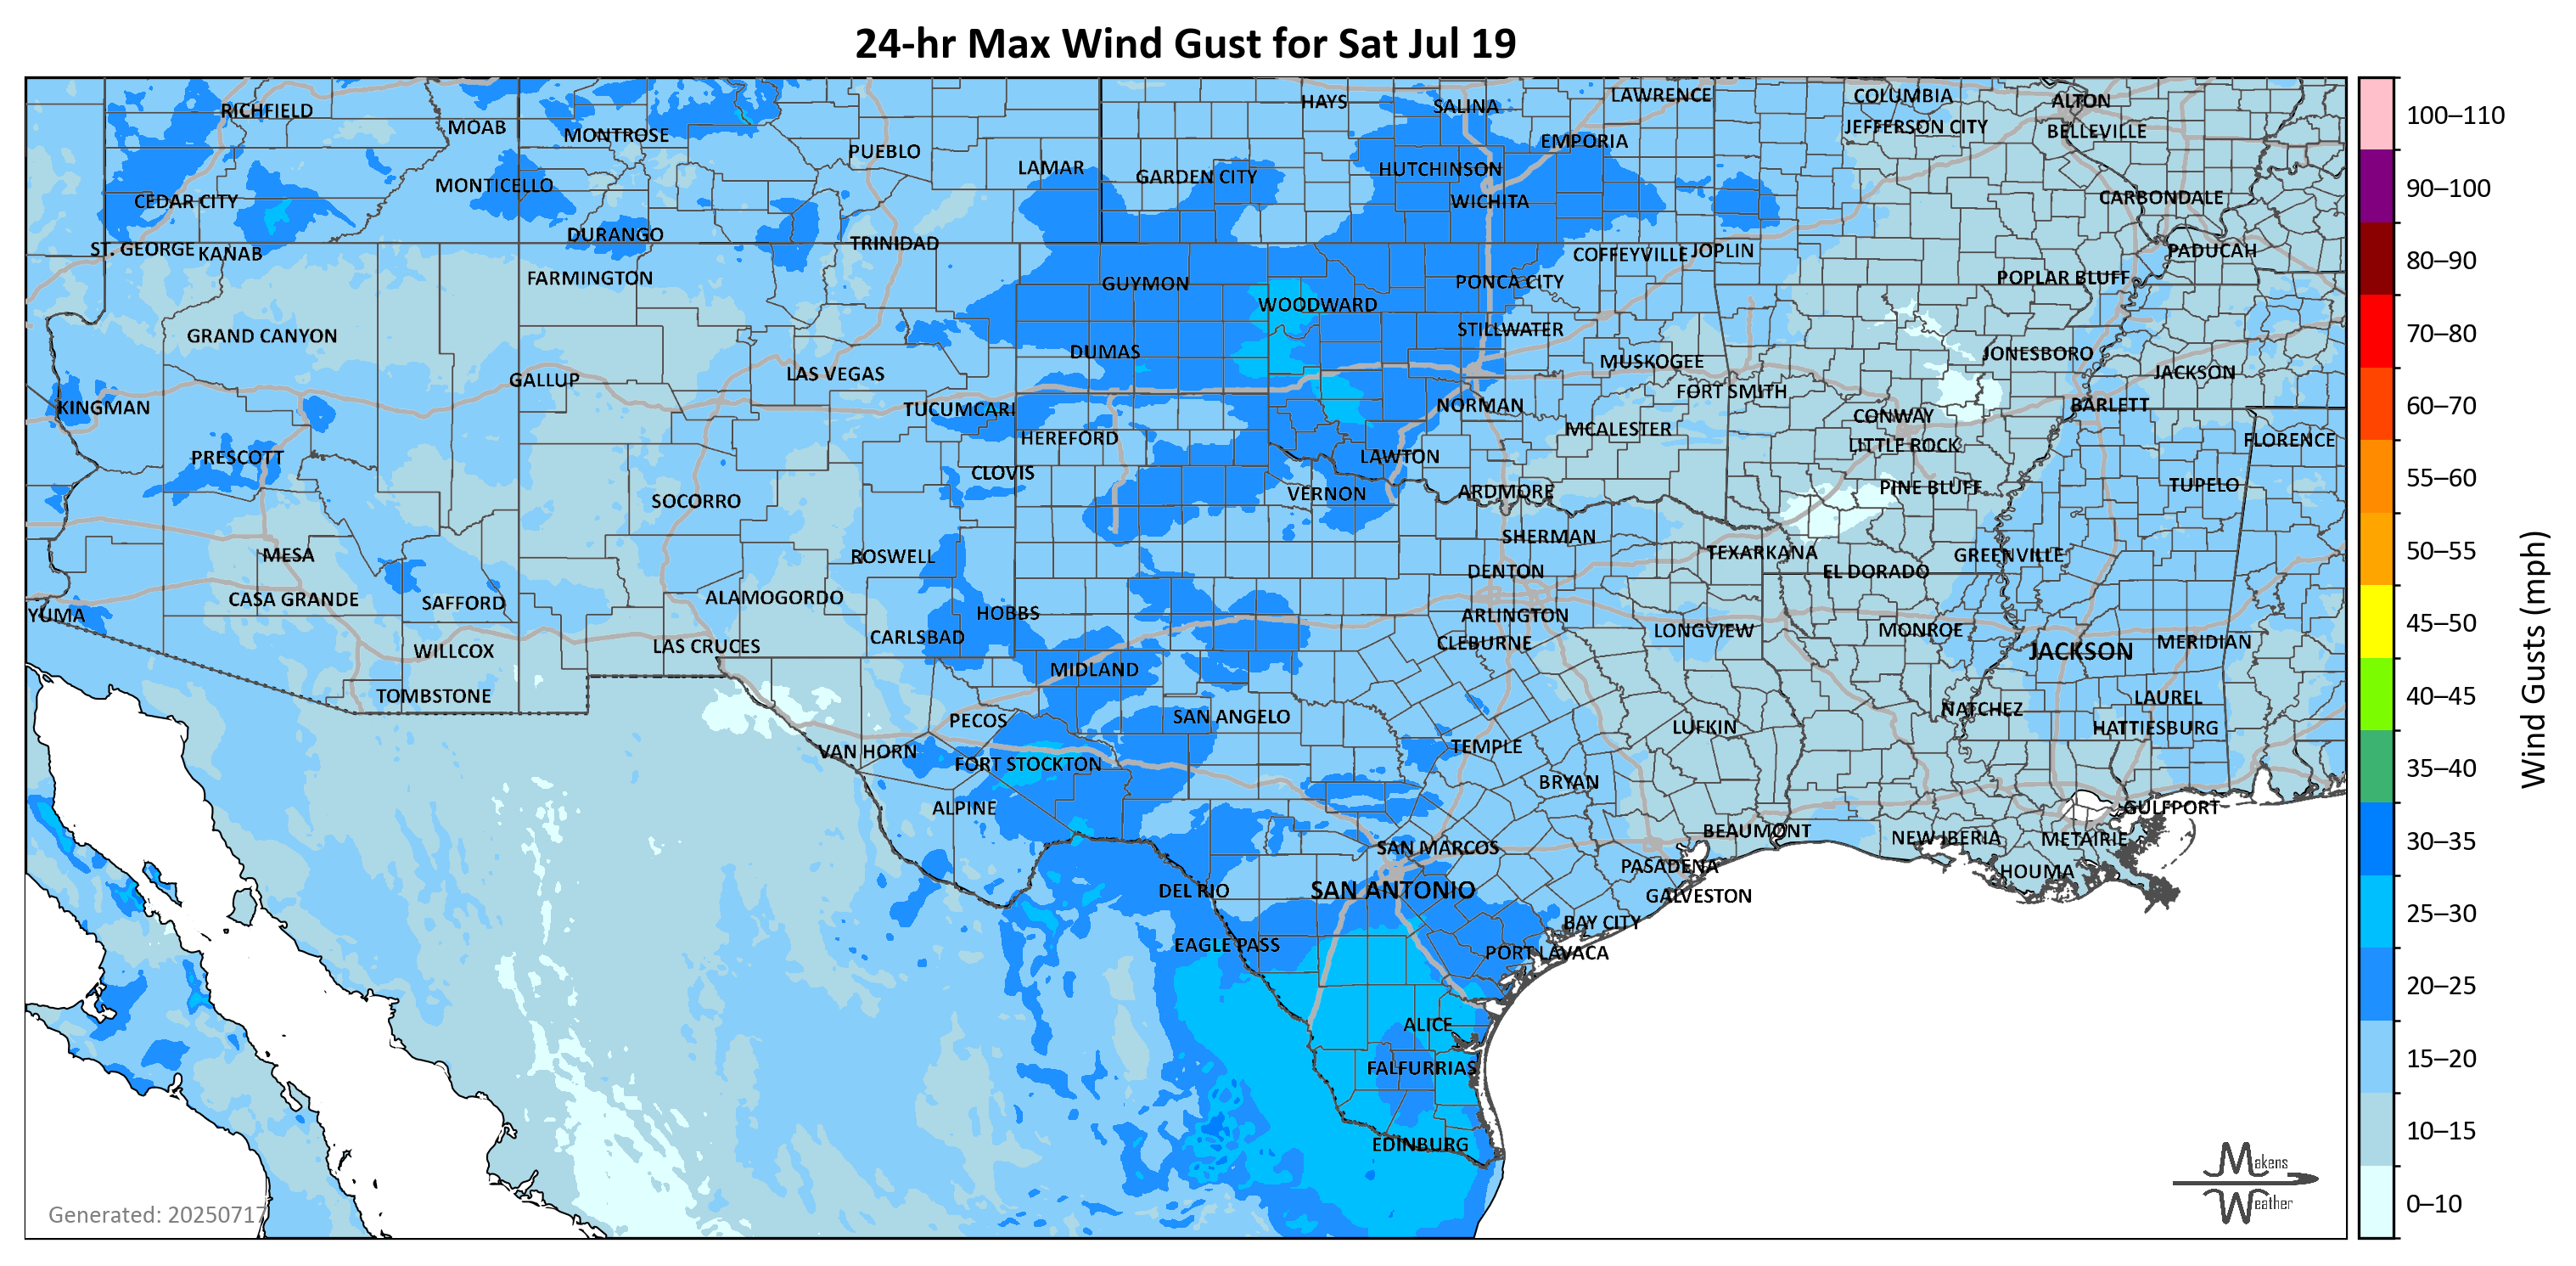 24-hr Max Wind Gust for Sat Jul 19
RICHFIELD
MOAB
MONTROSE
PUEBLO
LAMAR
HAYS
SALINA
LAWRENCE
COLUMBIA
ALTON
JEFFERSON CITY
BELLEVILLE
EMPORIA
HUTCHINSON
GARDEN CITY
MONTICELLO
CEDAR CITY
WICHITA
CARBONDALE
DURANGO
TRINIDAD
ST. GEORGE
KANAB
COFFEYVILLE
JOPLIN
PADUCAH
FARMINGTON
GUYMON
PONCA CITY
POPLAR BLUFF
WOODWARD
GRAND CANYON
STILLWATER
DUMAS
JONESBORO
MUSKOGEE
JACKSON
GALLUP
LAS VEGAS
FORT SMITH
KINGMAN
TUCUMCARI
NORMAN
BARLETT
CONWAY
MCALESTER
HEREFORD
LITTLE ROCK
FLORENCE
PRESCOTT
LAWTON
CLOVIS
TUPELO
PINE BLUFF
ARDMORE
VERNON
SOCORRO
SHERMAN
MESA
ROSWELL
TEXARKANA
GREENVILLE
DENTON
EL DORADO
CASA GRANDE
SAFFORD
ALAMOGORDO
YUMA
HOBBS
ARLINGTON
CARLSBAD
LONGVIEW
MONROE
CLEBURNE
MERIDIAN
LAS CRUCES
WILLCOX
JACKSON
MIDLAND
TOMBSTONE
LAUREL
NATCHEZ
PECOS
SAN ANGELO
LUFKIN
HATTIESBURG
VAN HORN
TEMPLE
FORT STOCKTON
BRYAN
ALPINE
GULFPORT
BEAUMONT
NEW IBERIA
METAIRIE
SAN MARCOS
PASADENA
HOUMA
DEL RIO
SAN ANTONIO
GALVESTON
BAY CITY
EAGLE PASS
PORT LAVACA
ALICE
FALFURRIAS
EDINBURG
Generated: 20250717
Makens
Weather
100–110
90–100
80–90
70–80
60–70
55–60
50–55
45–50
40–45
35–40
30–35
25–30
20–25
15–20
10–15
0–10
Wind Gusts (mph)